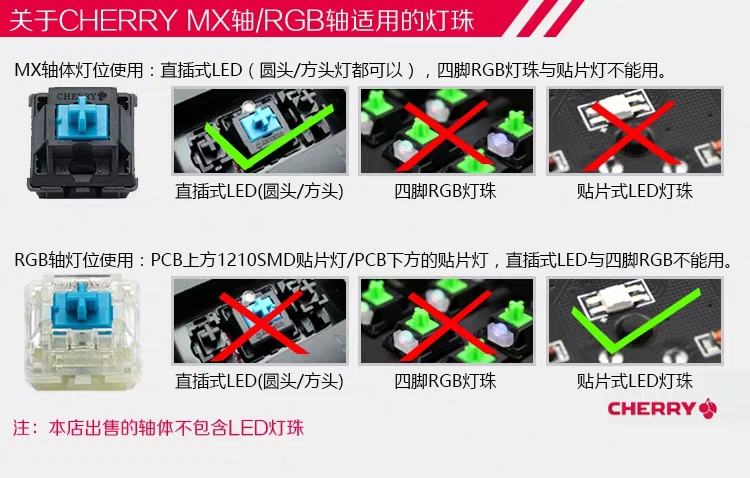 关于CHERRY MX轴/RGB轴适用的灯珠
MX轴体灯位使用：直插式LED（圆头/方头灯都可以），四脚RGB灯珠与贴片灯不能用。
CHERRY
直插式LED(圆头/方头)
四脚RGB灯珠
贴片式LED灯珠
RGB轴灯位使用：PCB上方1210SMD贴片灯/PCB下方的贴片灯，直插式LED与四脚RGB不能用。
直插式LED(圆头/方头)
四脚RGB灯珠
贴片式LED灯珠
CHERRY
注：本店出售的轴体不包含LED灯珠